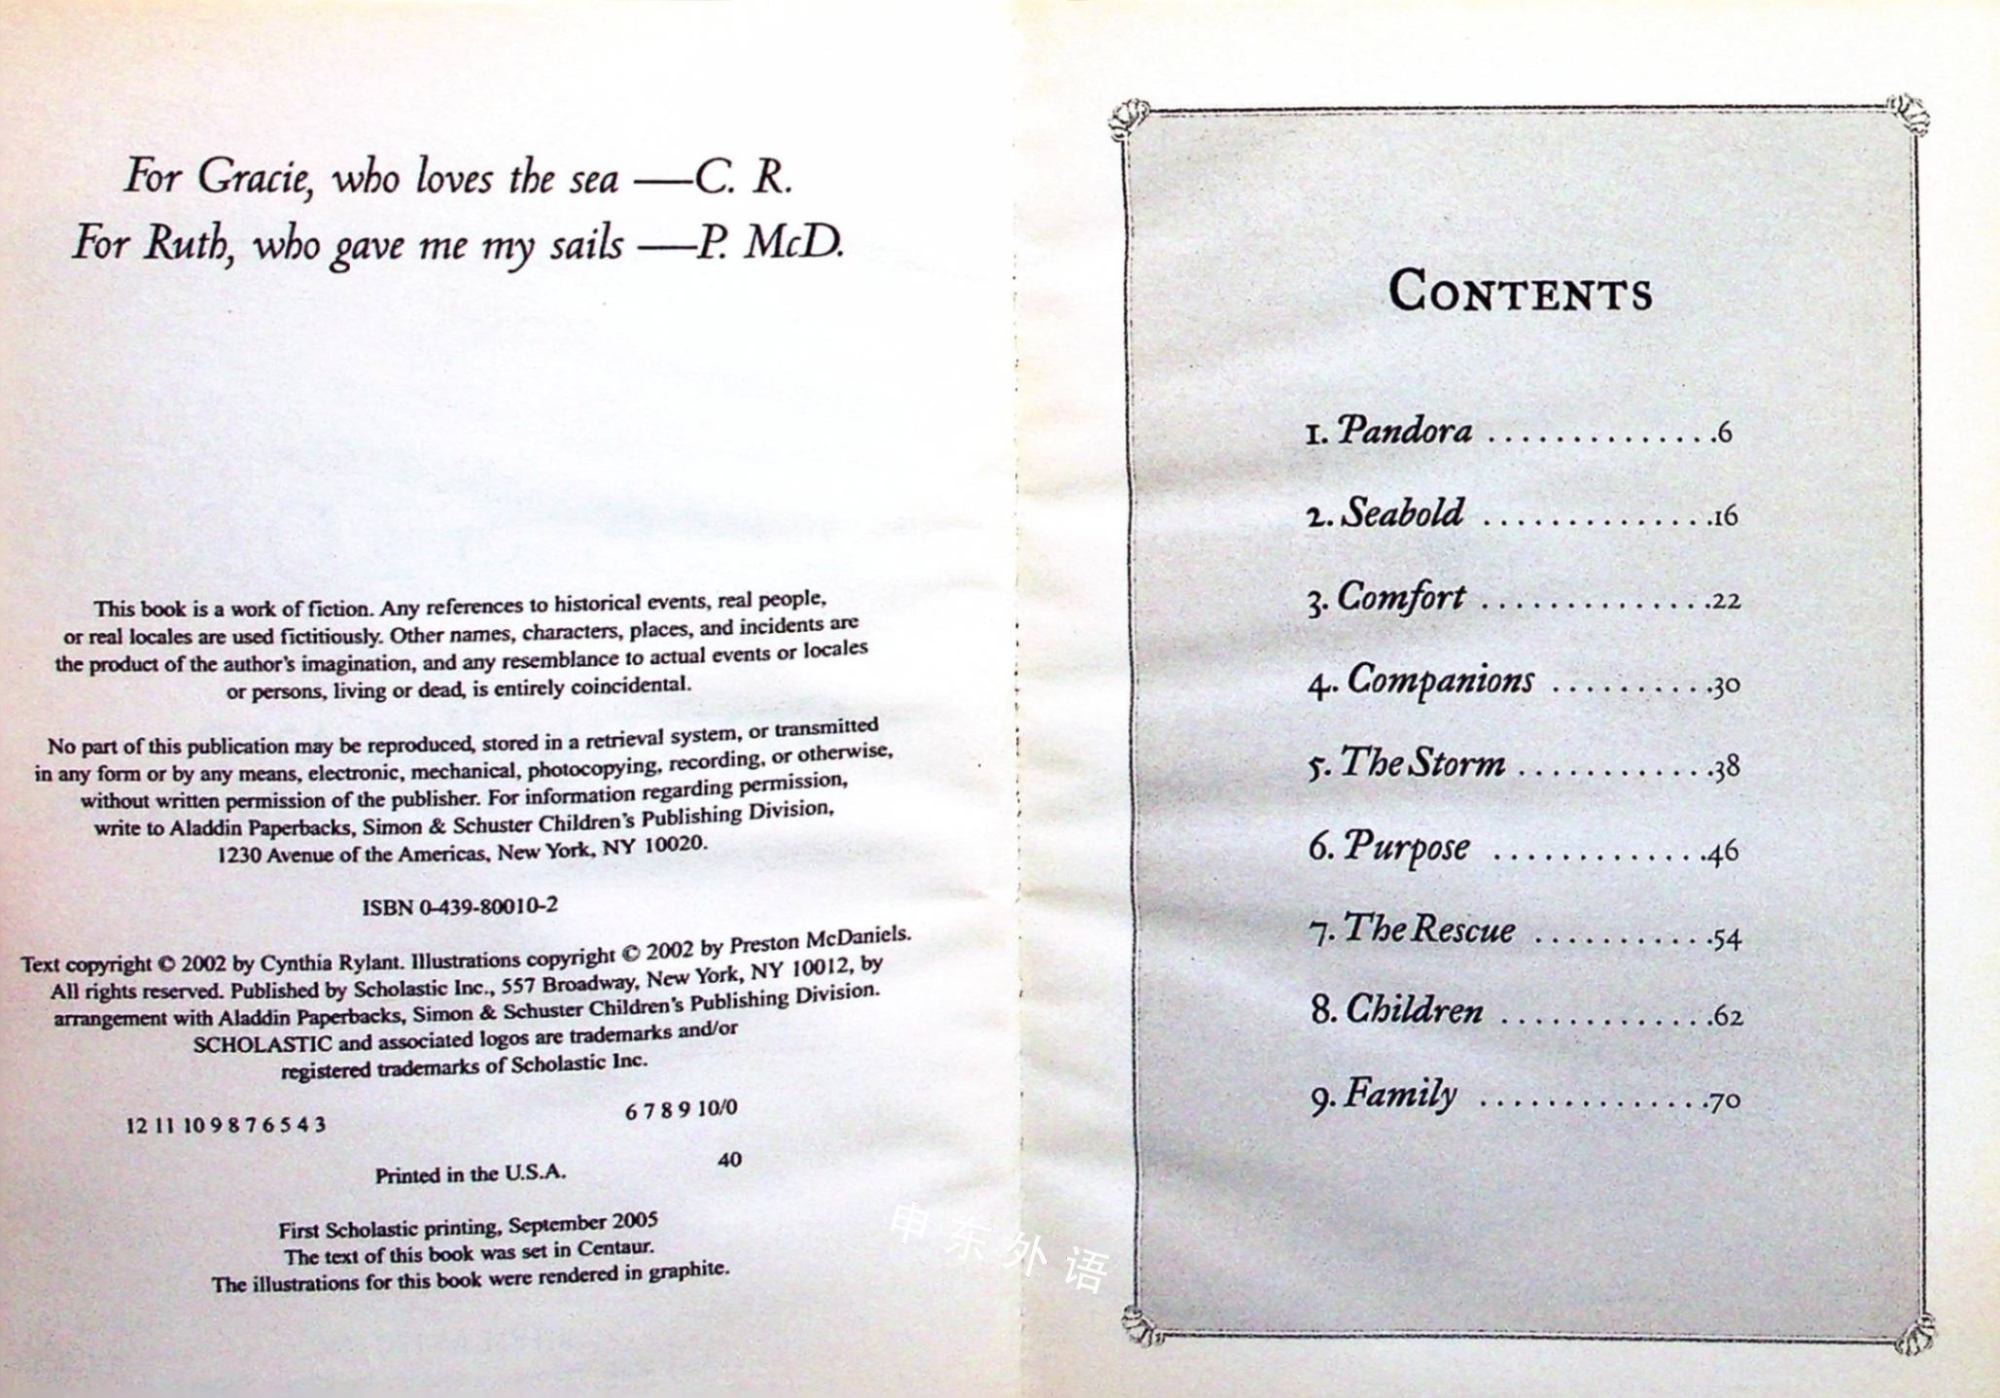 For Gracie, who loves the sea —C. R.
For Ruth, who gave me my sails —P. McD.
This book is a work of fiction. Any references to historical events, real people,
or real locales are used fictitiously. Other names, characters, places, and incidents are
the product of the author's imagination, and any resemblance to actual events or locales
or persons, living or dead, is entirely coincidental.
No part of this publication may be reproduced, stored in a retrieval system, or transmitted
in any form or by any means, electronic, mechanical, photocopying, recording, or otherwise,
without written permission of the publisher. For information regarding permission,
write to Aladdin Paperbacks, Simon & Schuster Children's Publishing Division,
1230 Avenue of the Americas, New York, NY 10020.
ISBN 0-439-80010-2
Text copyright © 2002 by Cynthia Rylant. Illustrations copyright © 2002 by Preston McDaniels.
All rights reserved. Published by Scholastic Inc., 557 Broadway, New York, NY 10012, by
arrangement with Aladdin Paperbacks, Simon & Schuster Children's Publishing Division.
SCHOLASTIC and associated logos are trademarks and/or
registered trademarks of Scholastic Inc.
12 11 10 9 8 7 6 5 4 3 6 7 8 9 10/0
Printed in the U.S.A. 40
First Scholastic printing, September 2005
The text of this book was set in Centaur.
The illustrations for this book were rendered in graphite.
申东外语
CONTENTS
1. Pandora ..............6
2. Seabold ..............16
3. Comfort ..............22
4. Companions ..........30
5. The Storm ............38
6. Purpose .............46
7. The Rescue ...........54
8. Children .............62
9. Family ..............70